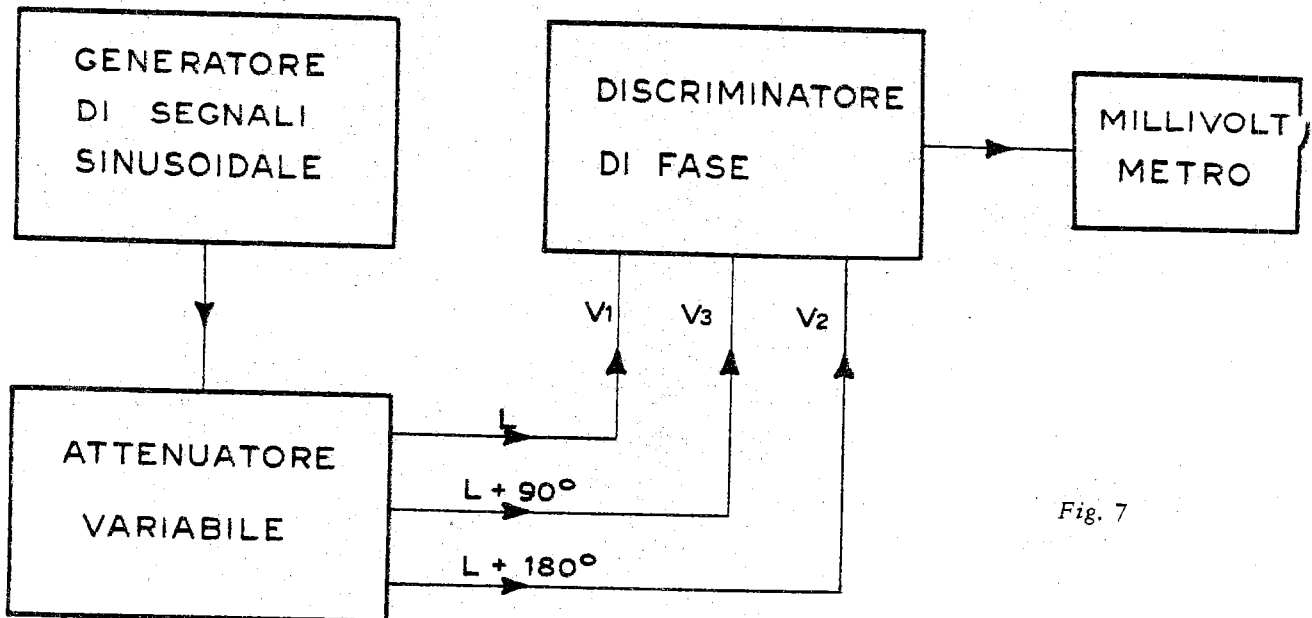 GENERATORE
DI SEGNALI
SINUSOIDALE
DISCRIMINATORE
DI FASE
MILLIVOLT
METRO
V1
V3
V2
ATTENUATORE
VARIABILE
L
L + 90°
L + 180°
Fig. 7